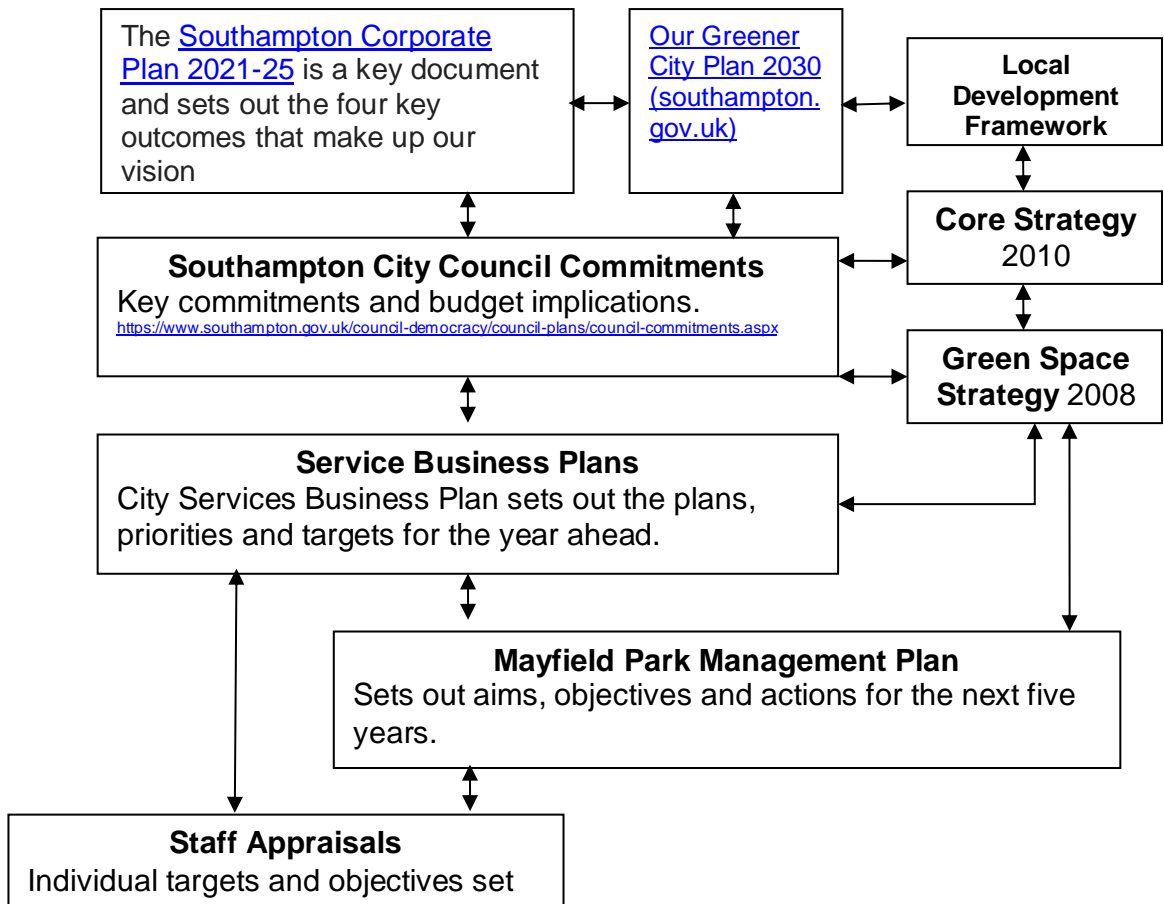 The Southampton Corporate
Plan 2021-25 is a key document
and sets out the four key
outcomes that make up our
vision
Our Greener
City Plan 2030
(southampton.
gov.uk)
Local
Development
Framework
Core Strategy
2010
Southampton City Council Commitments
Key commitments and budget implications.
https://www.southampton.gov.uk/council-democracy/council-plans/council-commitments.aspx
Green Space
Strategy 2008
Service Business Plans
City Services Business Plan sets out the plans,
priorities and targets for the year ahead.
Mayfield Park Management Plan
Sets out aims, objectives and actions for the next five
years.
Staff Appraisals
Individual targets and objectives set